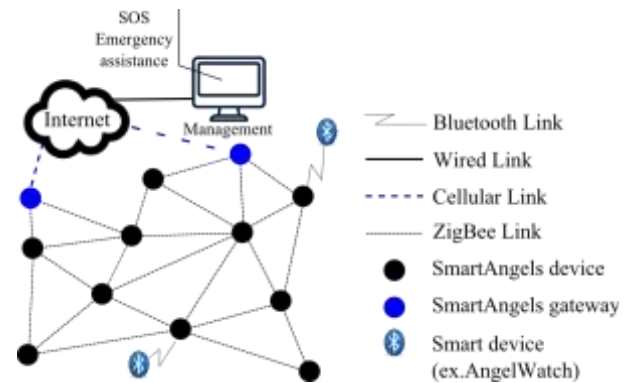 SOS
Emergency
assistance
Internet
Management
Bluetooth Link
Wired Link
Cellular Link
ZigBee Link
SmartAngels device
SmartAngels gateway
Smart device
(ex.AngelWatch)